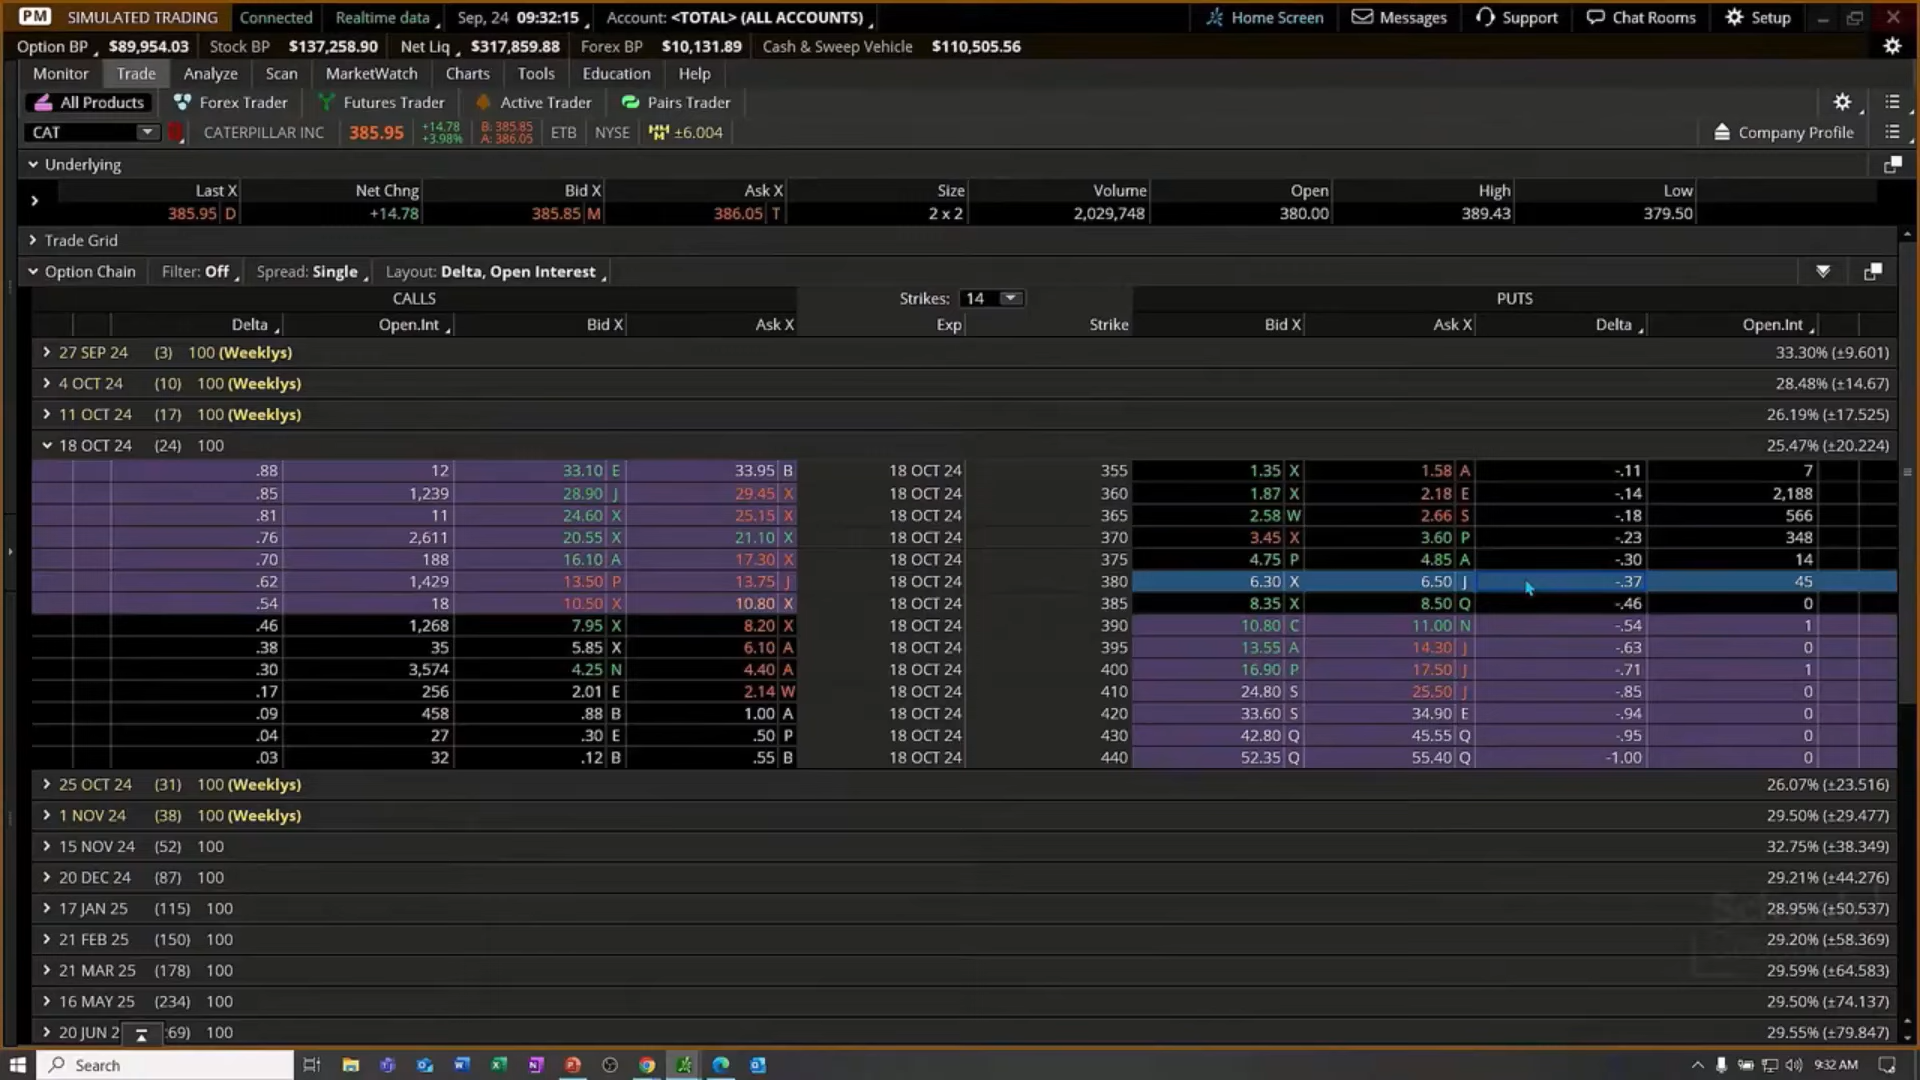 PM SIMULATED TRADING Connected Realtime data Sep, 24 09:32:15 Account: <TOTAL> (ALL ACCOUNTS) Home Screen Messages Support Chat Rooms Setup
Option BP $89,954.03 Stock BP $137,258.90 Net Liq $317,859.88 Forex BP $10,131.89 Cash & Sweep Vehicle $110,505.56
Monitor Trade Analyze Scan MarketWatch Charts Tools Education Help
All Products Forex Trader Futures Trader Active Trader Pairs Trader
CAT CATERPILLAR INC 385.95 +14.78 +3.98% B: 385.85 A: 386.05 ETB NYSE ±6.004 Company Profile
Underlying
Last X Net Chng Bid X Ask X Size Volume Open High Low
385.95 D +14.78 385.85 M 386.05 T 2 x 2 2,029,748 380.00 389.43 379.50
Trade Grid
Option Chain Filter: Off Spread: Single Layout: Delta, Open Interest
CALLS Strikes: 14 PUTS
Delta Open.Int Bid X Ask X Exp Strike Bid X Ask X Delta Open.Int
27 SEP 24 (3) 100 (Weeklys) 33.30% (±9.601)
4 OCT 24 (10) 100 (Weeklys) 28.48% (±14.67)
11 OCT 24 (17) 100 (Weeklys) 26.19% (±17.525)
18 OCT 24 (24) 100 25.47% (±20.224)
.88 12 33.10 E 33.95 B 18 OCT 24 355 1.35 X 1.58 A -.11 7
.85 1,239 28.90 J 29.45 X 18 OCT 24 360 1.87 X 2.18 E -.14 2,188
.81 11 24.60 X 25.15 X 18 OCT 24 365 2.58 W 2.66 S -.18 566
.76 2,611 20.55 X 21.10 X 18 OCT 24 370 3.45 X 3.60 P -.23 348
.70 188 16.10 A 17.30 X 18 OCT 24 375 4.75 P 4.85 A -.30 14
.62 1,429 13.50 P 13.75 J 18 OCT 24 380 6.30 X 6.50 J -.37 45
.54 18 10.50 X 10.80 X 18 OCT 24 385 8.35 X 8.50 Q -.46 0
.46 1,268 7.95 X 8.20 X 18 OCT 24 390 10.80 C 11.00 N -.54 1
.38 35 5.85 X 6.10 A 18 OCT 24 395 13.55 A 14.30 J -.63 0
.30 3,574 4.25 N 4.40 A 18 OCT 24 400 16.90 P 17.50 J -.71 1
.17 256 2.01 E 2.14 W 18 OCT 24 410 24.80 S 25.50 J -.85 0
.09 458 .88 B 1.00 A 18 OCT 24 420 33.60 S 34.90 E -.94 0
.04 27 .30 E .50 P 18 OCT 24 430 42.80 Q 45.55 Q -.95 0
.03 32 .12 B .55 B 18 OCT 24 440 52.35 Q 55.40 Q -1.00 0
25 OCT 24 (31) 100 (Weeklys) 26.07% (±23.516)
1 NOV 24 (38) 100 (Weeklys) 29.50% (±29.477)
15 NOV 24 (52) 100 32.75% (±38.349)
20 DEC 24 (87) 100 29.21% (±44.276)
17 JAN 25 (115) 100 28.95% (±50.537)
21 FEB 25 (150) 100 29.20% (±58.369)
21 MAR 25 (178) 100 29.59% (±64.583)
16 MAY 25 (234) 100 29.50% (±74.137)
20 JUN 2 :69) 100 29.55% (±79.847)
Search 9:32 AM